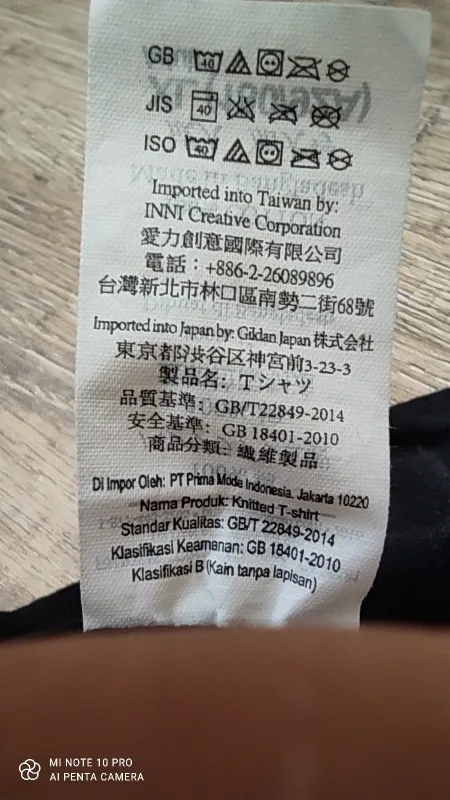 GB 40
JIS 40
ISO 40
Imported into Taiwan by:
INNI Creative Corporation
愛力創意國際有限公司
電話：+886-2-26089896
台灣新北市林口區南勢二街68號
Imported into Japan by: Gildan Japan 株式会社
東京都渋谷区神宮前3-23-3
製品名：Tシャツ
品質基準：GB/T22849-2014
安全基準：GB 18401-2010
商品分類：繊維製品
Di Impor Oleh: PT Prima Mode Indonesia. Jakarta 10220
Nama Produk: Knitted T-shirt
Standar Kualitas: GB/T 22849-2014
Klasifikasi Keamanan: GB 18401-2010
Klasifikasi B (Kain tanpa lapisan)
MI NOTE 10 PRO
AI PENTA CAMERA